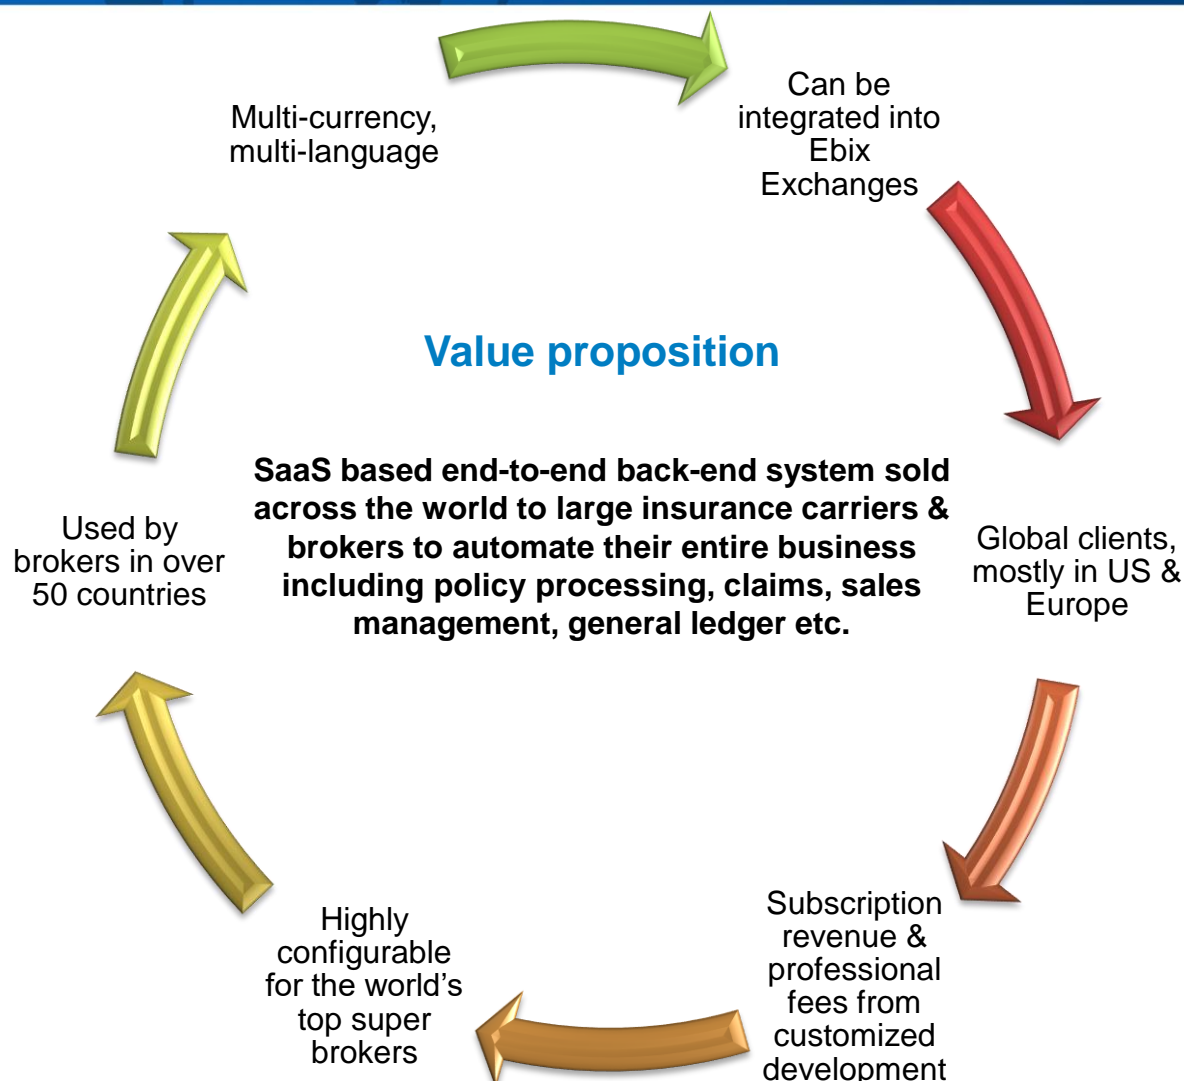 Multi-currency,
multi-language
Can be
integrated into
Ebix
Exchanges
Value proposition
SaaS based end-to-end back-end system sold
across the world to large insurance carriers &
brokers to automate their entire business
including policy processing, claims, sales
management, general ledger etc.
Global clients,
mostly in US &
Europe
Subscription
revenue &
professional
fees from
customized
development
Highly
configurable
for the world’s
top super
brokers
Used by
brokers in over
50 countries